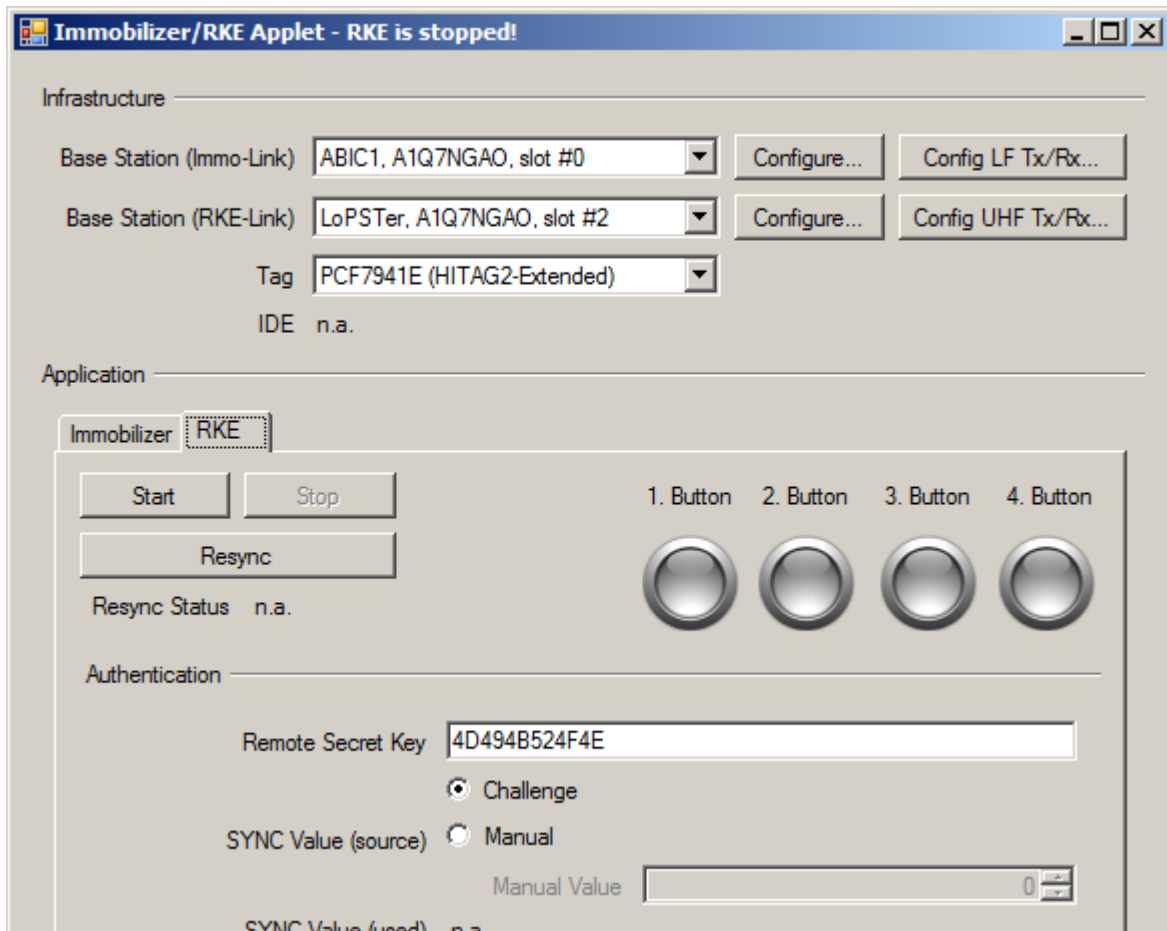 Immobilizer/RKE Applet - RKE is stopped!
Infrastructure
Base Station (Immo-Link) ABIC1, A1Q7NGAO, slot #0 Configure... Config LF Tx/Rx...
Base Station (RKE-Link) LoPSTer, A1Q7NGAO, slot #2 Configure... Config UHF Tx/Rx...
Tag PCF7941E (HITAG2-Extended)
IDE n.a.
Application
Immobilizer RKE
Start Stop 1. Button 2. Button 3. Button 4. Button
Resync
Resync Status n.a.
Authentication
Remote Secret Key 4D494B524F4E
Challenge
SYNC Value (source) Manual
Manual Value 0
SYNC Value (used) n.a.